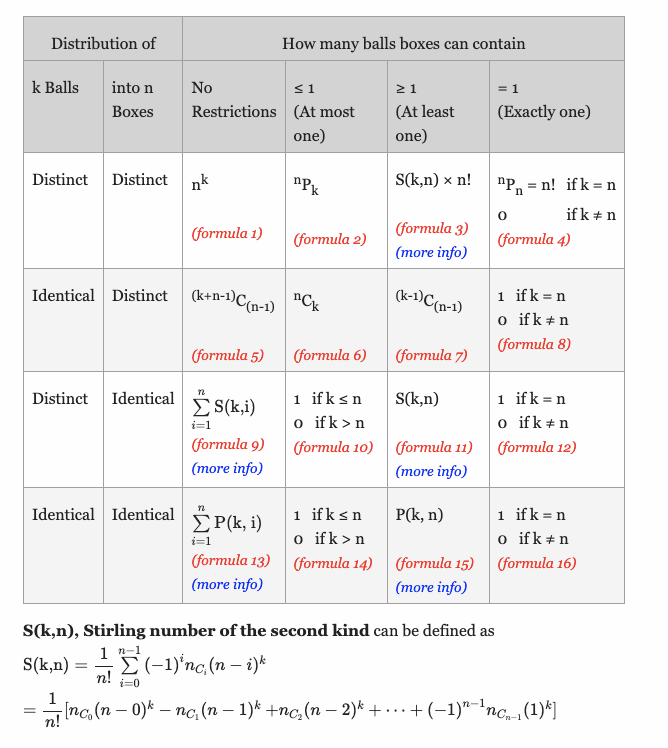 Distribution of How many balls boxes can contain
k Balls into n Boxes No Restrictions ≤ 1 (At most one) ≥ 1 (At least one) = 1 (Exactly one)
Distinct Distinct n^k ^nP_k S(k,n) × n! ^nP_n = n! if k = n
0 if k ≠ n
(formula 1) (formula 2) (formula 3) (formula 4)
(more info)
Identical Distinct ^(k+n-1)C_(n-1) ^nC_k ^(k-1)C_(n-1) 1 if k = n
0 if k ≠ n
(formula 5) (formula 6) (formula 7) (formula 8)
Distinct Identical ∑_{i=1}^{n} S(k,i) 1 if k ≤ n S(k,n) 1 if k = n
0 if k > n 0 if k ≠ n
(formula 9) (formula 10) (formula 11) (formula 12)
(more info) (more info)
Identical Identical ∑_{i=1}^{n} P(k, i) 1 if k ≤ n P(k, n) 1 if k = n
0 if k > n 0 if k ≠ n
(formula 13) (formula 14) (formula 15) (formula 16)
(more info) (more info)
S(k,n), Stirling number of the second kind can be defined as
S(k,n) = 1/n! ∑_{i=0}^{n−1} (−1)^i n_{C_i} (n − i)^k
= 1/n! [n_{C_0}(n − 0)^k − n_{C_1}(n − 1)^k + n_{C_2}(n − 2)^k + ⋯ + (−1)^{n−1} n_{C_{n−1}}(1)^k]